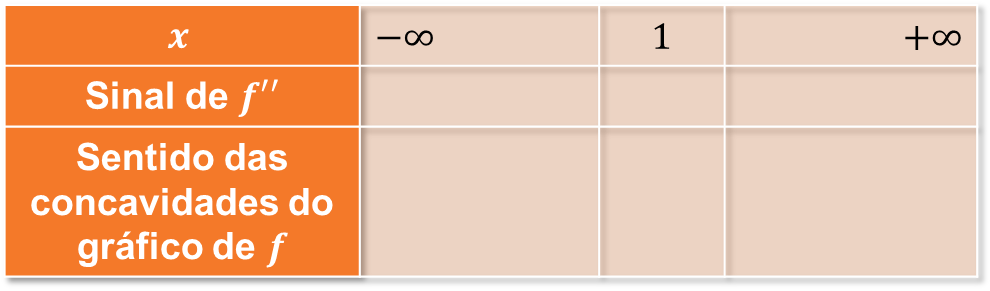 x −∞ 1 +∞
Sinal de f′′
Sentido das
concavidades do
gráfico de f